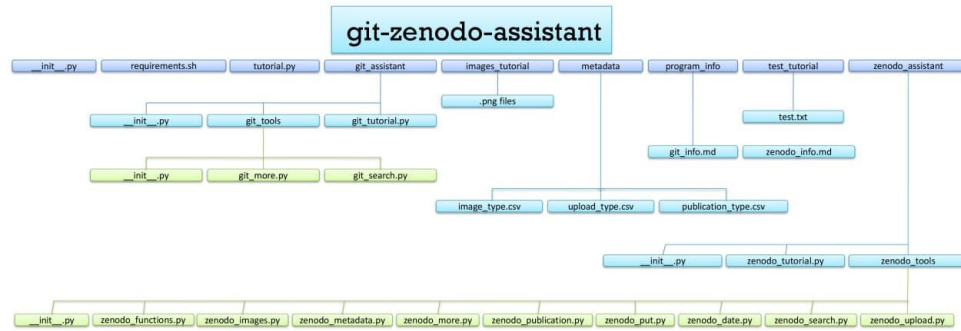 git-zenodo-assistant
__init__.py requirements.sh tutorial.py git_assistant images_tutorial metadata program_info test_tutorial zenodo_assistant
.png files
__init__.py git_tools git_tutorial.py test.txt
git_info.md zenodo_info.md
__init__.py git_more.py git_search.py
image_type.csv upload_type.csv publication_type.csv
__init__.py zenodo_tutorial.py zenodo_tools
__init__.py zenodo_functions.py zenodo_images.py zenodo_metadata.py zenodo_more.py zenodo_publication.py zenodo_put.py zenodo_date.py zenodo_search.py zenodo_upload.py